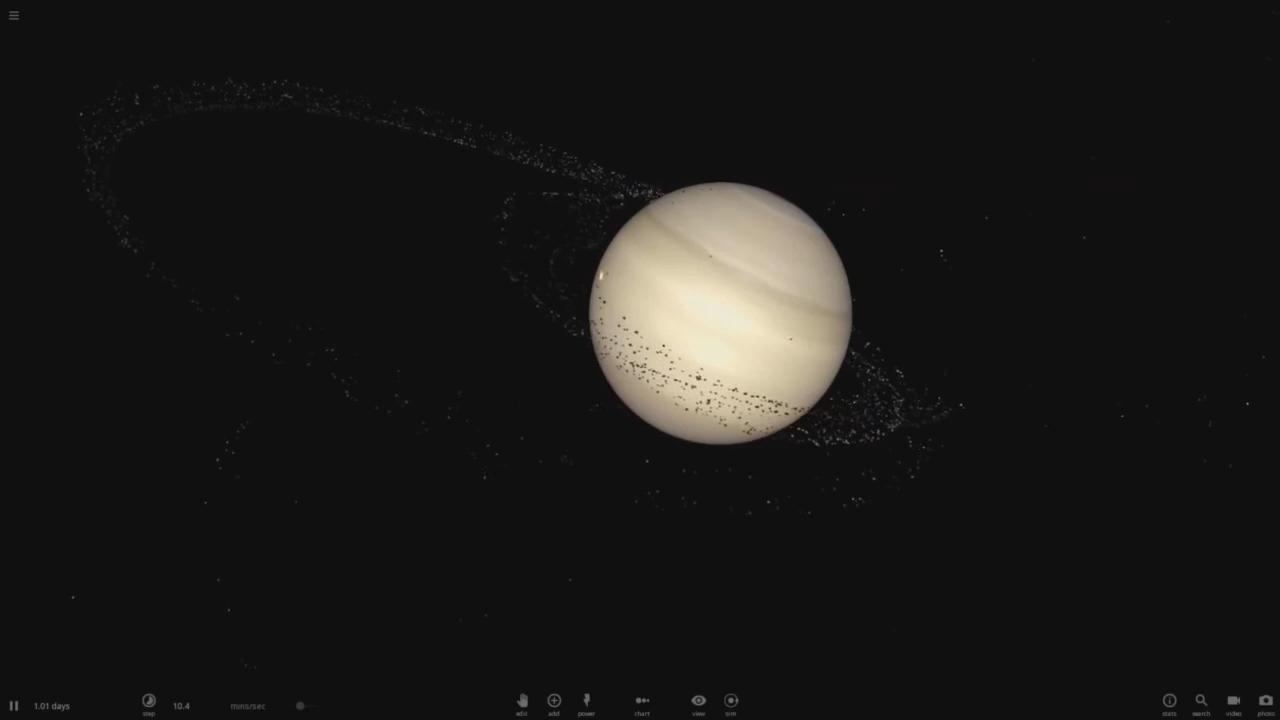 1.01 days
step
10.4
mins/sec
edit
add
power
chart
view
sim
stats
search
video
photo